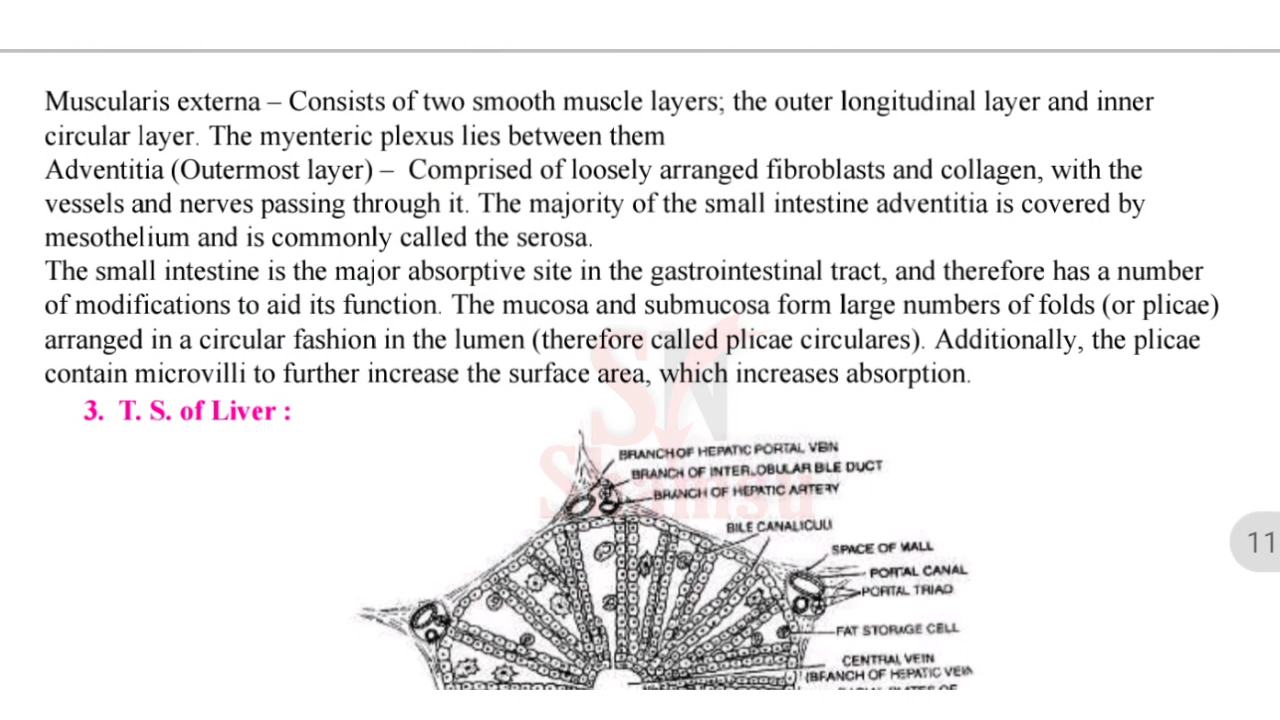 Muscularis externa – Consists of two smooth muscle layers; the outer longitudinal layer and inner
circular layer. The myenteric plexus lies between them
Adventitia (Outermost layer) – Comprised of loosely arranged fibroblasts and collagen, with the
vessels and nerves passing through it. The majority of the small intestine adventitia is covered by
mesothelium and is commonly called the serosa.
The small intestine is the major absorptive site in the gastrointestinal tract, and therefore has a number
of modifications to aid its function. The mucosa and submucosa form large numbers of folds (or plicae)
arranged in a circular fashion in the lumen (therefore called plicae circulares). Additionally, the plicae
contain microvilli to further increase the surface area, which increases absorption.
3. T. S. of Liver :
SN
BRANCH OF HEPATIC PORTAL VEIN
BRANCH OF INTERLOBULAR BLE DUCT
BRANCH OF HEPATIC ARTERY
BILE CANALICULI
SPACE OF MALL
PORTAL CANAL
PORTAL TRIAD
FAT STORAGE CELL
CENTRAL VEIN
(BRANCH OF HEPATIC VEIN
11